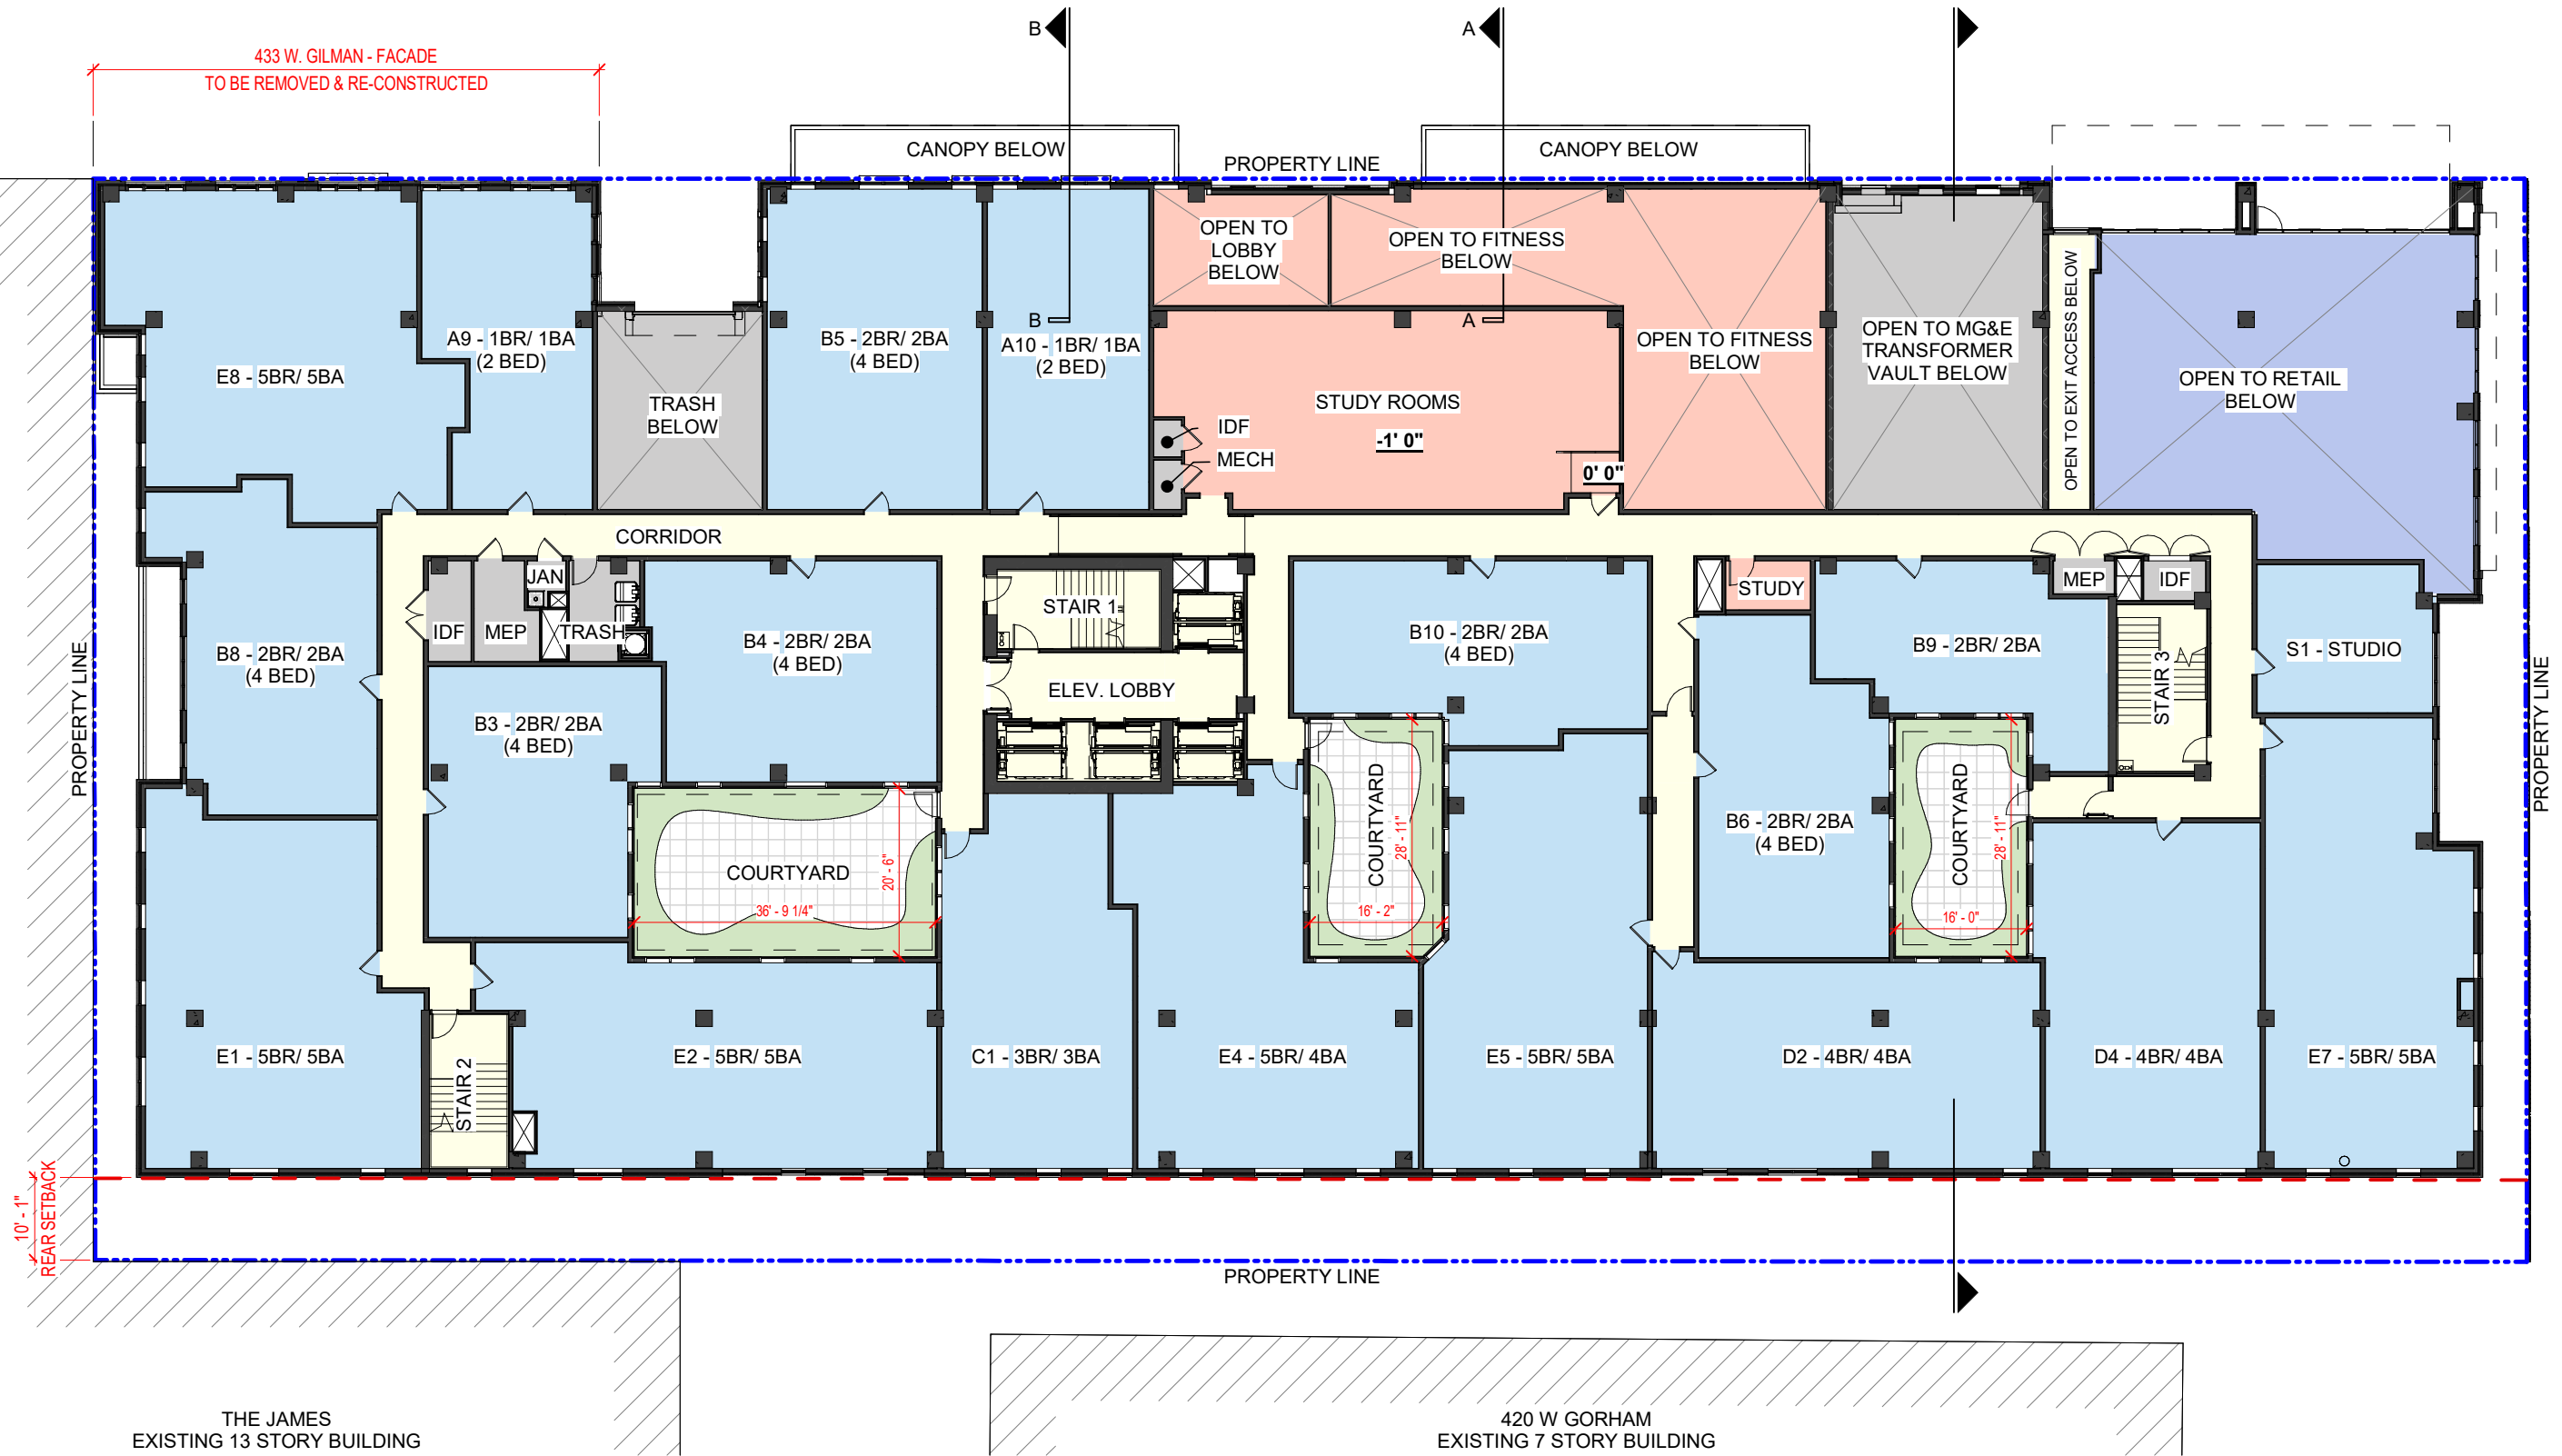 B
A
433 W. GILMAN - FACADE
TO BE REMOVED & RE-CONSTRUCTED
CANOPY BELOW
PROPERTY LINE
CANOPY BELOW
OPEN TO
LOBBY
BELOW
OPEN TO FITNESS
BELOW
B
A
A9 - 1BR/ 1BA
(2 BED)
B5 - 2BR/ 2BA
(4 BED)
A10 - 1BR/ 1BA
(2 BED)
OPEN TO FITNESS
BELOW
OPEN TO MG&E
TRANSFORMER
VAULT BELOW
OPEN TO EXIT ACCESS BELOW
OPEN TO RETAIL
BELOW
E8 - 5BR/ 5BA
TRASH
BELOW
STUDY ROOMS
-1' 0"
IDF
MECH
0' 0"
CORRIDOR
JAN
IDF
MEP
TRASH
STAIR 1
STUDY
MEP
IDF
B8 - 2BR/ 2BA
(4 BED)
B4 - 2BR/ 2BA
(4 BED)
B10 - 2BR/ 2BA
(4 BED)
B9 - 2BR/ 2BA
STAIR 3
S1 - STUDIO
ELEV. LOBBY
PROPERTY LINE
PROPERTY LINE
B3 - 2BR/ 2BA
(4 BED)
COURTYARD
20' - 6"
36' - 9 1/4"
COURTYARD
28' - 11"
16' - 2"
B6 - 2BR/ 2BA
(4 BED)
COURTYARD
28' - 11"
16' - 0"
E1 - 5BR/ 5BA
STAIR 2
E2 - 5BR/ 5BA
C1 - 3BR/ 3BA
E4 - 5BR/ 4BA
E5 - 5BR/ 5BA
D2 - 4BR/ 4BA
D4 - 4BR/ 4BA
E7 - 5BR/ 5BA
10' - 1"
REAR SETBACK
PROPERTY LINE
THE JAMES
EXISTING 13 STORY BUILDING
420 W GORHAM
EXISTING 7 STORY BUILDING